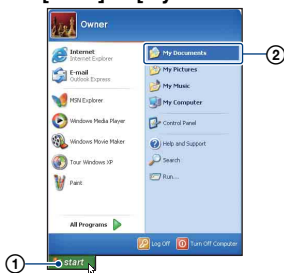 Owner
Internet
Internet Explorer
E-mail
Outlook Express
MSN Explorer
Windows Media Player
Windows Movie Maker
Tour Windows XP
Paint
All Programs
My Documents
My Pictures
My Music
My Computer
Control Panel
Help and Support
Search
Run...
Log Off
Turn Off Computer
start
1
2